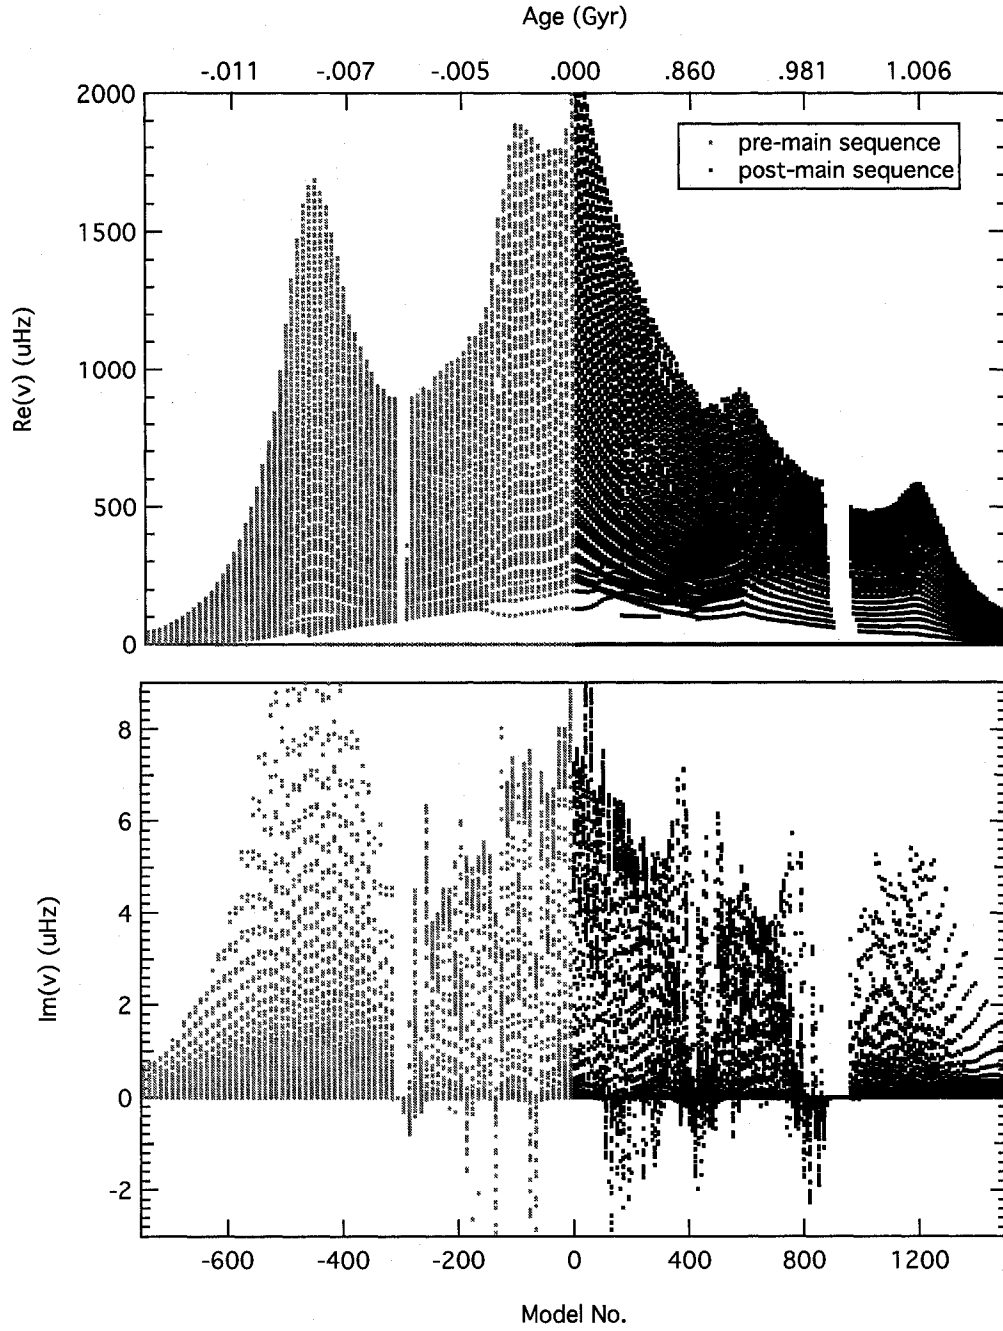 Age (Gyr)
-.011 -.007 -.005 .000 .860 .981 1.006
2000
1500
1000
500
0
Re(ν) (uHz)
pre-main sequence
post-main sequence
8
6
4
2
0
-2
Im(ν) (uHz)
-600 -400 -200 0 400 800 1200
Model No.